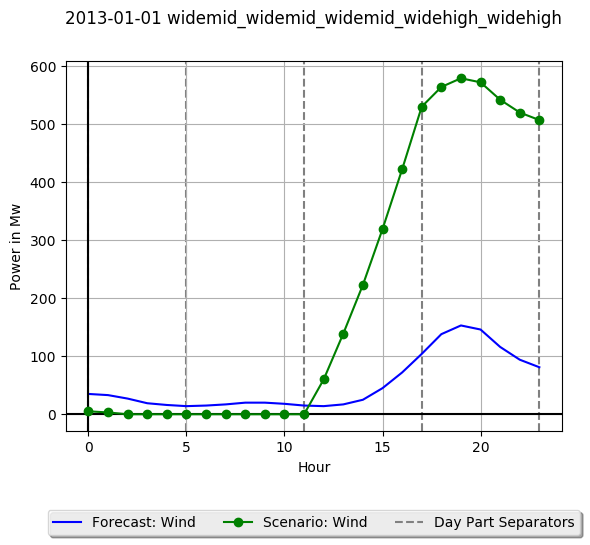 2013-01-01 widemid_widemid_widemid_widehigh_widehigh
600
500
400
300
200
100
0
Power in Mw
0 5 10 15 20
Hour
Forecast: Wind Scenario: Wind Day Part Separators